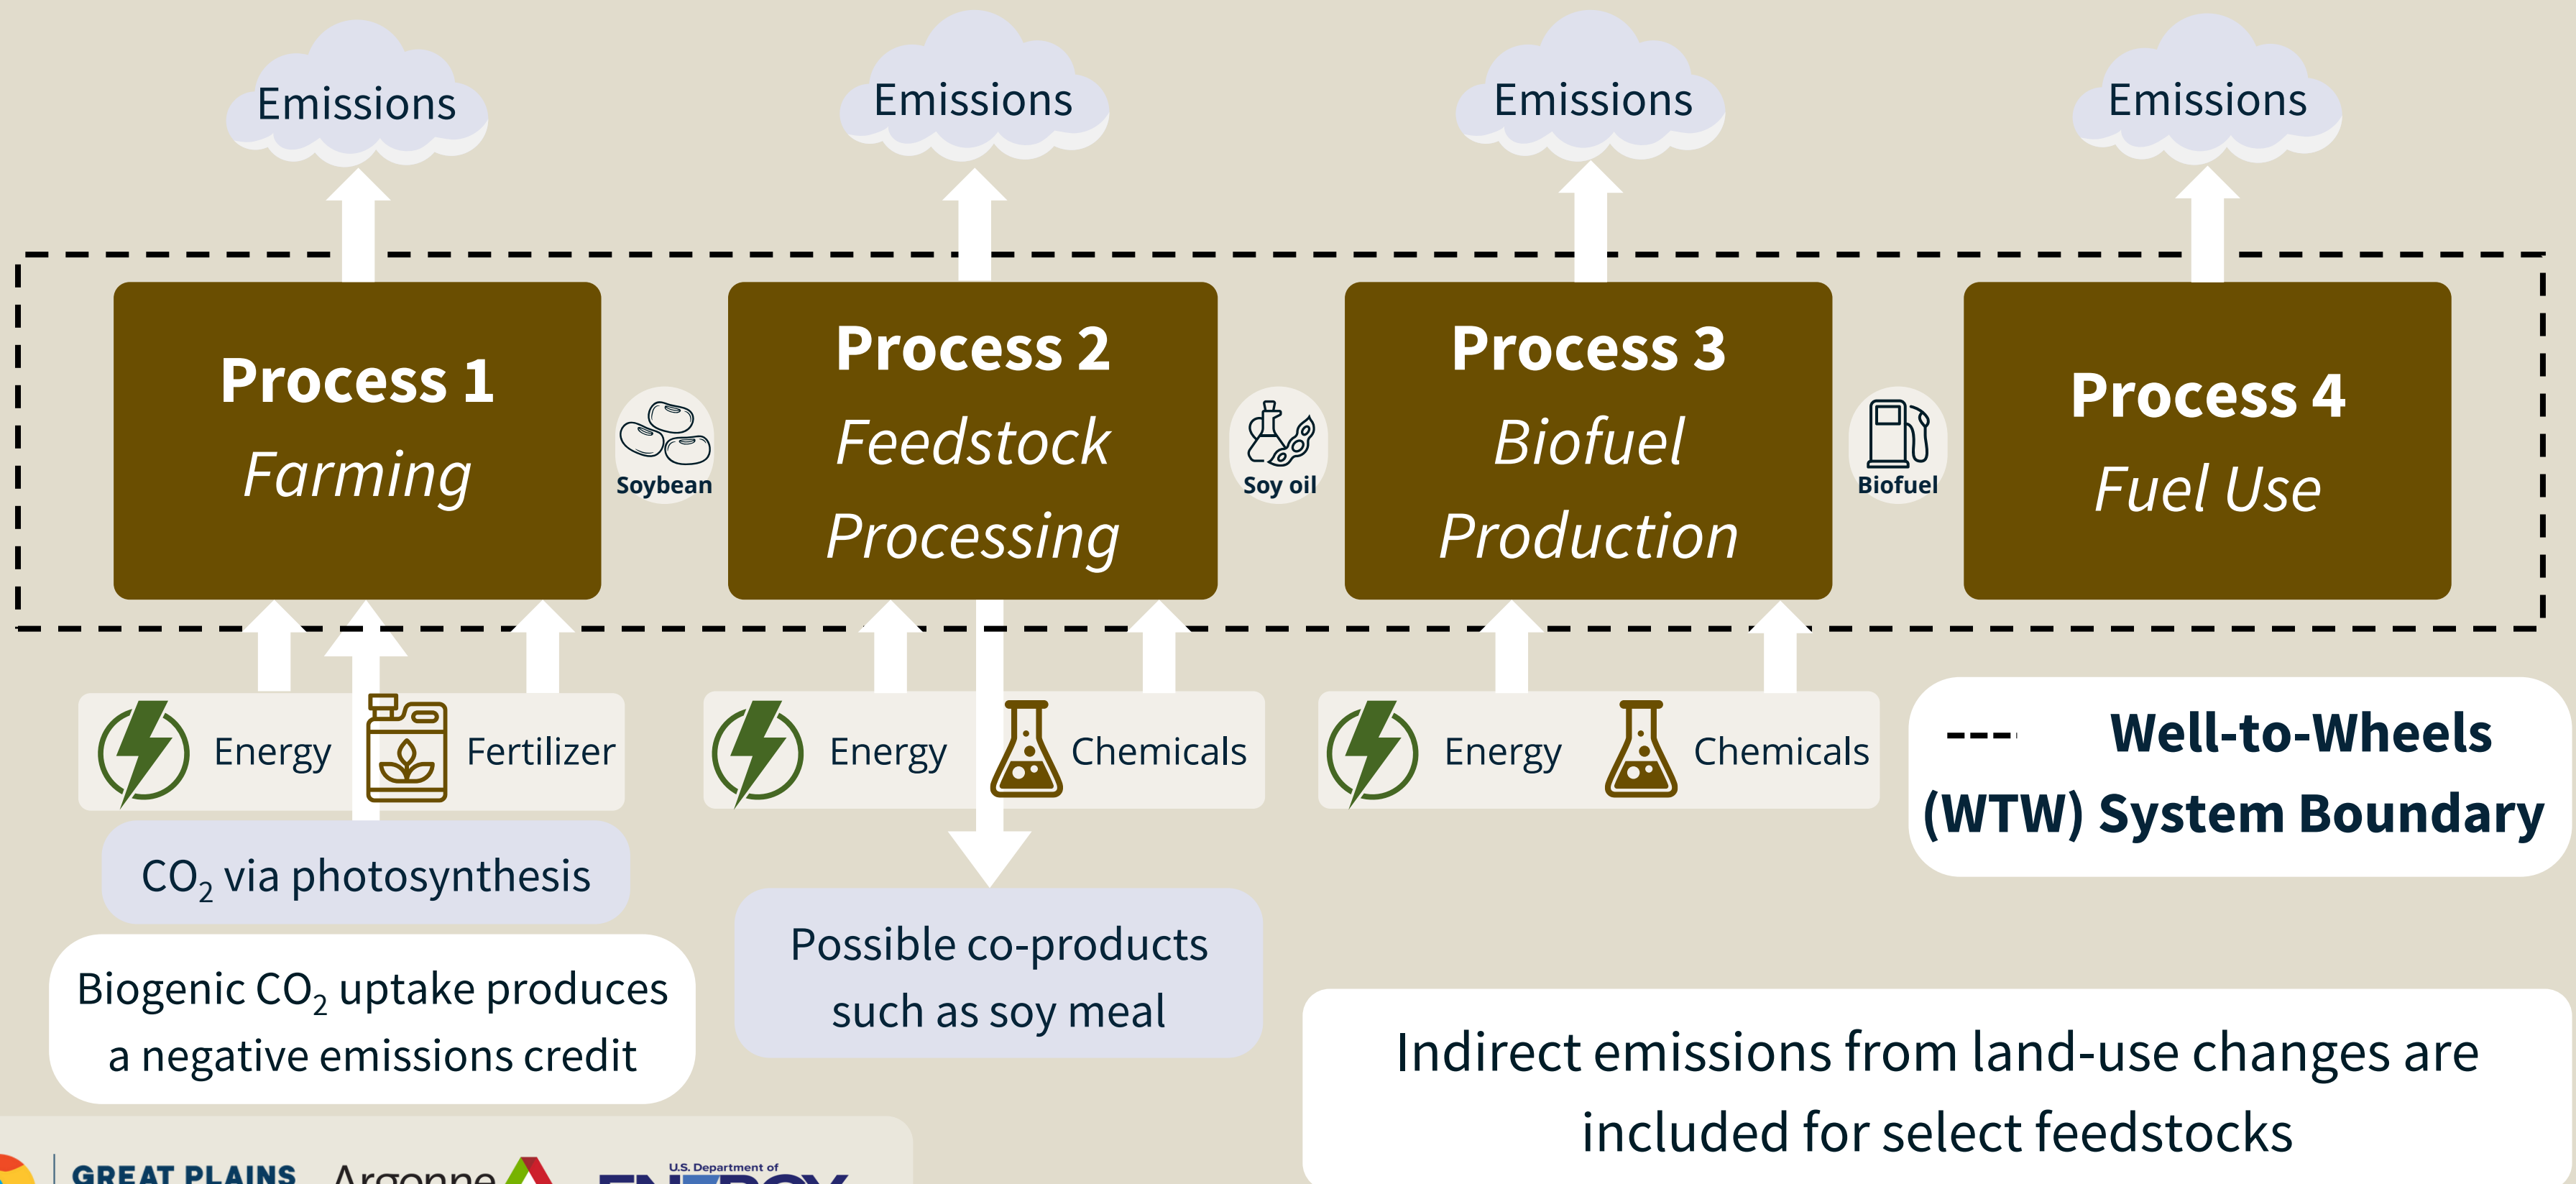 Emissions
Emissions
Emissions
Emissions
Process 1
Farming
Soybean
Process 2
Feedstock
Processing
Soy oil
Process 3
Biofuel
Production
Biofuel
Process 4
Fuel Use
Energy
Fertilizer
Energy
Chemicals
Energy
Chemicals
--- Well-to-Wheels
(WTW) System Boundary
CO₂ via photosynthesis
Biogenic CO₂ uptake produces
a negative emissions credit
Possible co-products
such as soy meal
Indirect emissions from land-use changes are
included for select feedstocks
GREAT PLAINS
Argonne
U.S. Department of
ENERGY